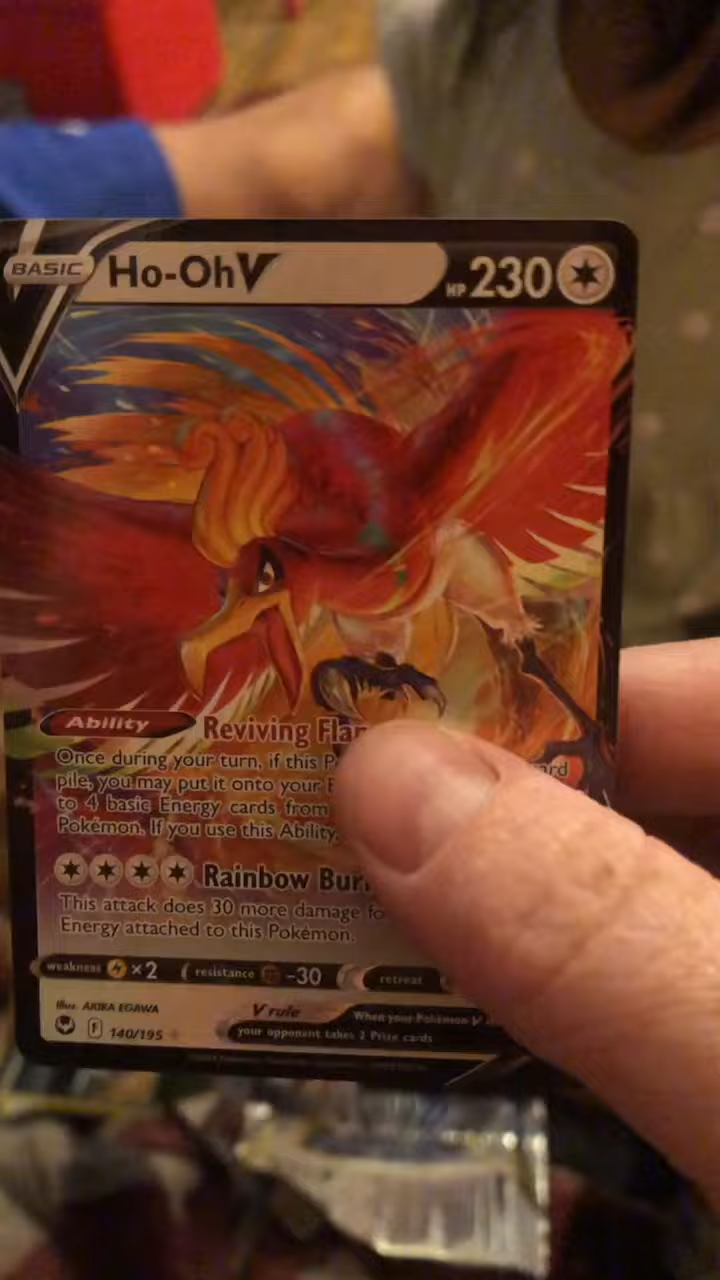 BASIC Ho-Oh V HP 230
Ability Reviving Flam
Once during your turn, if this P
ard
pile, you may put it onto your
to 4 basic Energy cards from
Pokémon. If you use this Ability,
Rainbow Bur
This attack does 30 more damage fo
Energy attached to this Pokémon.
weakness ×2 resistance -30 retreat
Illus. AKIRA EGAWA
V rule When your Pokémon V
F 140/195 your opponent takes 2 Prize cards